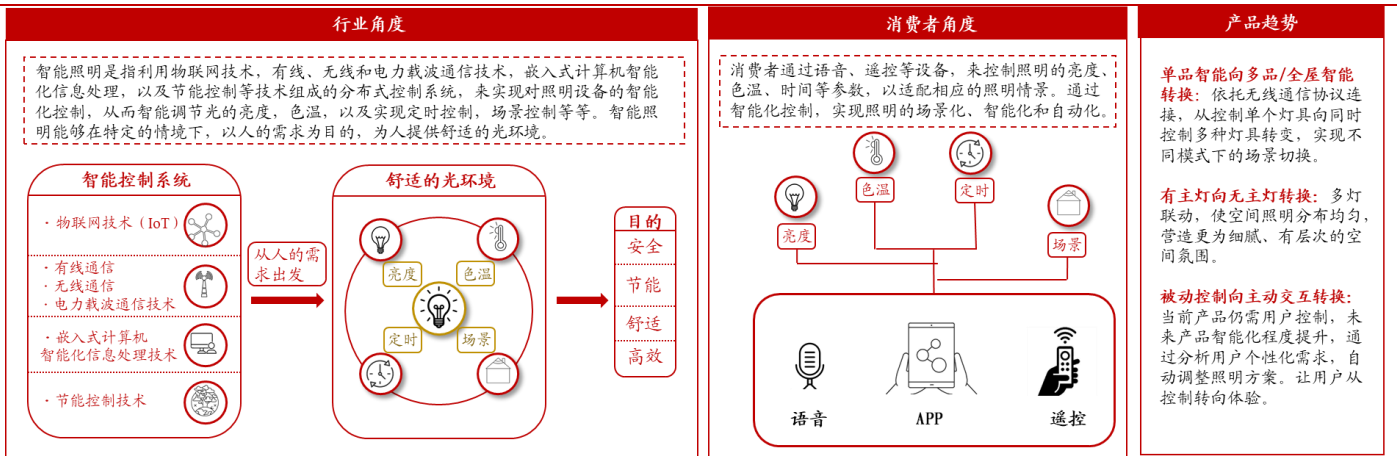 行业角度
智能照明是指利用物联网技术，有线、无线和电力载波通信技术，嵌入式计算机智能
化信息处理，以及节能控制等技术组成的分布式控制系统，来实现对照明设备的智能
化控制，从而智能调节光的亮度，色温，以及实现定时控制，场景控制等等。智能照
明能够在特定的情境下，以人的需求为目的，为人提供舒适的光环境。
智能控制系统
· 物联网技术（IoT）
· 有线通信
· 无线通信
· 电力载波通信技术
· 嵌入式计算机
智能化信息处理技术
· 节能控制技术
从人的需
求出发
舒适的光环境
亮度
色温
定时
场景
目的
安全
节能
舒适
高效
消费者角度
消费者通过语音、遥控等设备，来控制照明的亮度、
色温、时间等参数，以适配相应的照明情景。通过
智能化控制，实现照明的场景化、智能化和自动化。
亮度
色温
定时
场景
语音
APP
遥控
产品趋势
单品智能向多品/全屋智能
转换：依托无线通信协议连
接，从控制单个灯具向同时
控制多种灯具转变，实现不
同模式下的场景切换。
有主灯向无主灯转换：多灯
联动，使空间照明分布均匀，
营造更为细腻、有层次的空
间氛围。
被动控制向主动交互转换：
当前产品仍需用户控制，未
来产品智能化程度提升，通
过分析用户个性化需求，自
动调整照明方案。让用户从
控制转向体验。